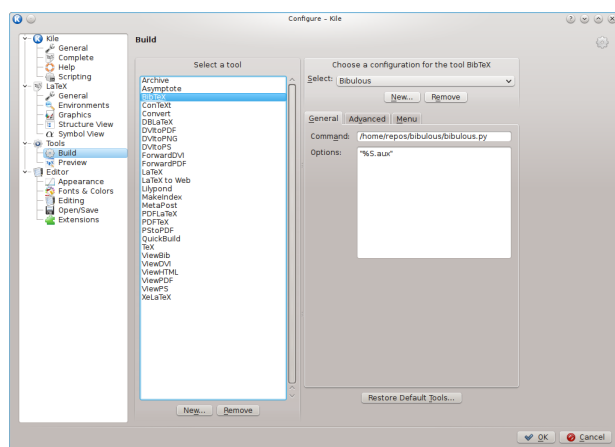 Configure – Kile
Kile
General
Complete
Help
Scripting
LaTeX
General
Environments
Graphics
Structure View
Symbol View
Tools
Build
Preview
Editor
Appearance
Fonts & Colors
Editing
Open/Save
Extensions
Build
Select a tool
Archive
Asymptote
BibTeX
ConTeXt
Convert
DBLaTeX
DVItoPDF
DVItoPNG
DVItoPS
ForwardDVI
ForwardPDF
LaTeX
LaTeX to Web
Lilypond
MakeIndex
MetaPost
PDFLaTeX
PDFTeX
PStoPDF
QuickBuild
TeX
ViewBib
ViewDVI
ViewHTML
ViewPDF
ViewPS
XeLaTeX
New... Remove
Choose a configuration for the tool BibTeX
Select: Bibulous
New... Remove
General Advanced Menu
Command: /home/repos/bibulous/bibulous.py
Options: "%S.aux"
Restore Default Tools...
OK Cancel